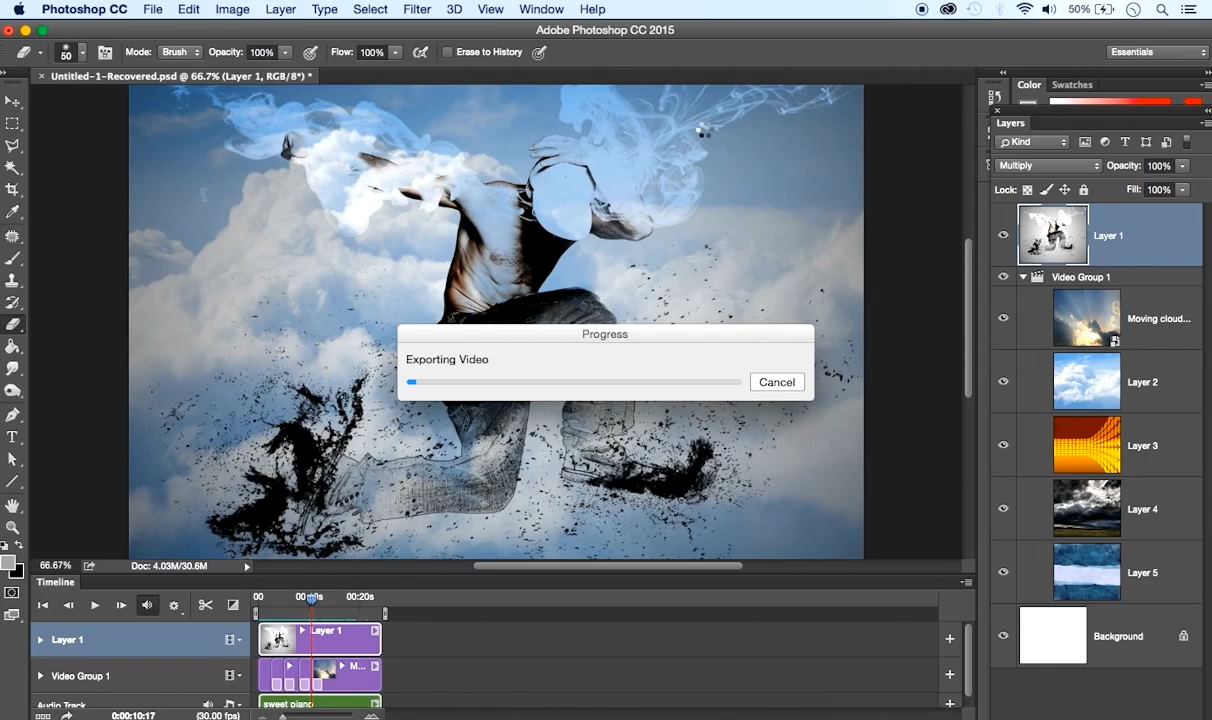 Photoshop CC File Edit Image Layer Type Select Filter 3D View Window Help 50%
Adobe Photoshop CC 2015
50 Mode: Brush Opacity: 100% Flow: 100% Erase to History Essentials
Untitled-1-Recovered.psd @ 66.7% (Layer 1, RGB/8*) *
Color Swatches
Layers
Kind
Multiply Opacity: 100%
Lock: Fill: 100%
Layer 1
Video Group 1
Moving cloud...
Layer 2
Layer 3
Layer 4
Layer 5
Background
Progress
Exporting Video
Cancel
66.67% Doc: 4.03M/30.6M
Timeline
00 00:20s
Layer 1 Layer 1
Video Group 1 M...
Audio Track sweet piano
0:00:10:17 (30.00 fps)